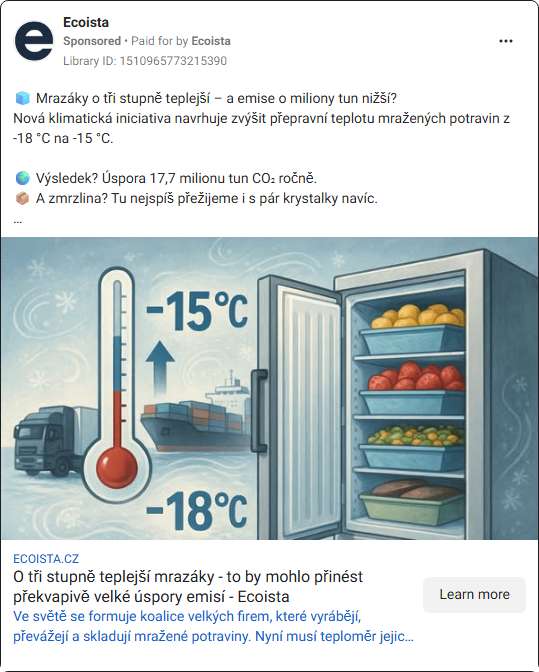 Ecoista
Sponsored • Paid for by Ecoista
Library ID: 1510965773215390
🧊 Mrazáky o tři stupně teplejší – a emise o miliony tun nižší?
Nová klimatická iniciativa navrhuje zvýšit přepravní teplotu mražených potravin z
-18 °C na -15 °C.
🌎 Výsledek? Úspora 17,7 milionu tun CO₂ ročně.
📦 A zmrzlina? Tu nejspíš přežijeme i s pár krystalky navíc.
...
-15°C
-18°C
ECOISTA.CZ
O tři stupně teplejší mrazáky - to by mohlo přinést
překvapivě velké úspory emisí - Ecoista
Ve světě se formuje koalice velkých firem, které vyrábějí,
převážejí a skladují mražené potraviny. Nyní musí teploměr jejic...
Learn more